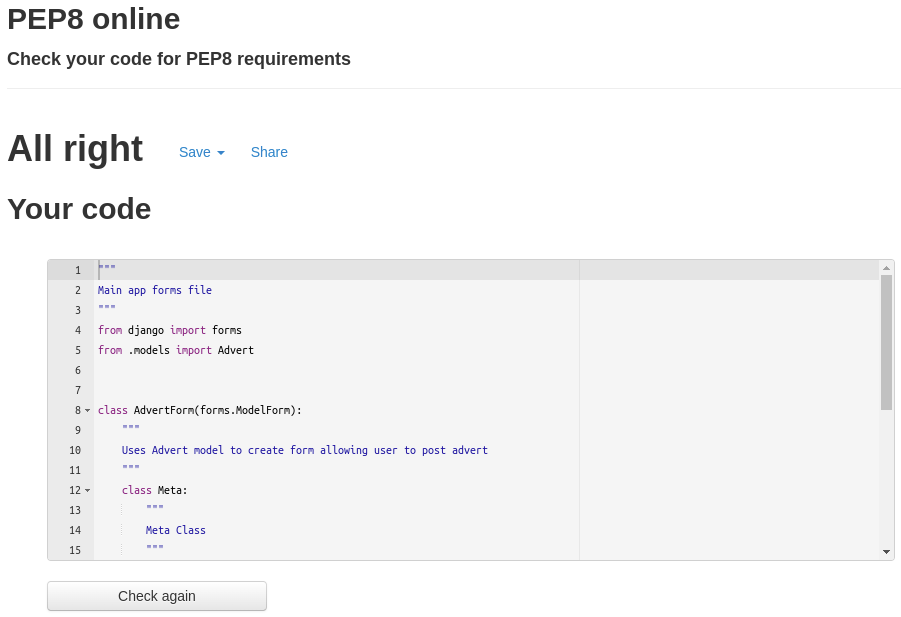 PEP8 online
Check your code for PEP8 requirements
All right Save Share
Your code
1 """
2 Main app forms file
3 """
4 from django import forms
5 from .models import Advert
6
7
8 class AdvertForm(forms.ModelForm):
9 """
10 Uses Advert model to create form allowing user to post advert
11 """
12 class Meta:
13 """
14 Meta Class
15 """
Check again